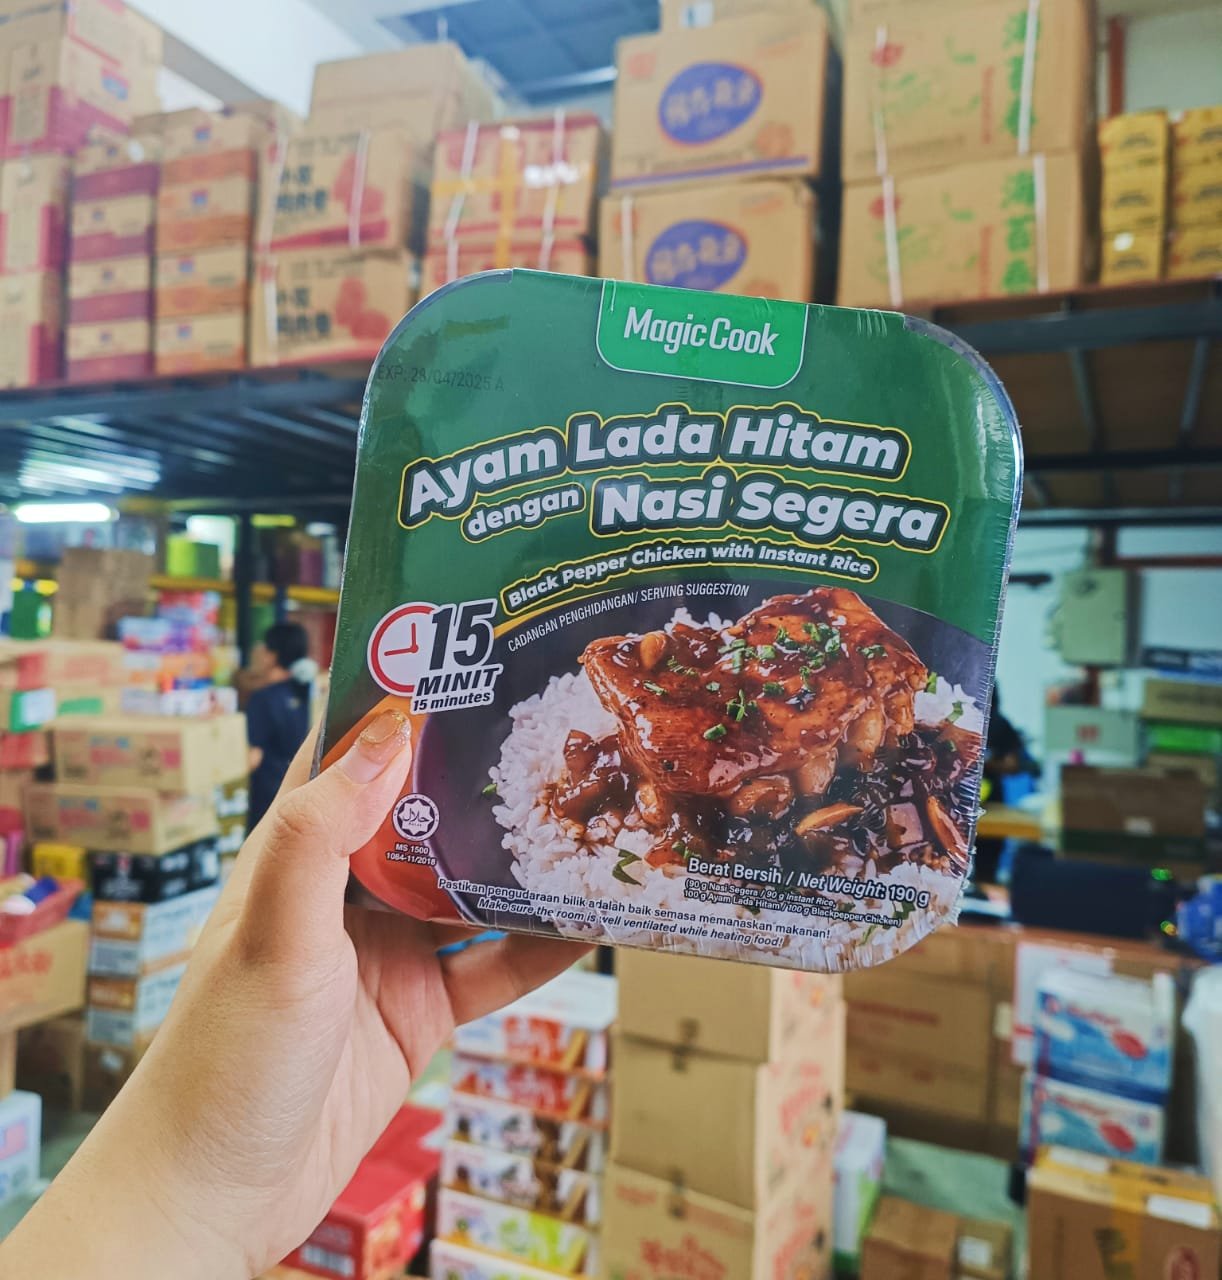 MagicCook
EXP: 28/04/2025 A
Ayam Lada Hitam
dengan Nasi Segera
Black Pepper Chicken with Instant Rice
CADANGAN PENGHIDANGAN/ SERVING SUGGESTION
15
MINIT
15 minutes
MS 1500
1084-11/2018
Berat Bersih / Net Weight: 190 g
(90 g Nasi Segera / 90 g Instant Rice,
100 g Ayam Lada Hitam / 100 g Blackpepper Chicken)
Pastikan pengudaraan bilik adalah baik semasa memanaskan makanan!
Make sure the room is well ventilated while heating food!